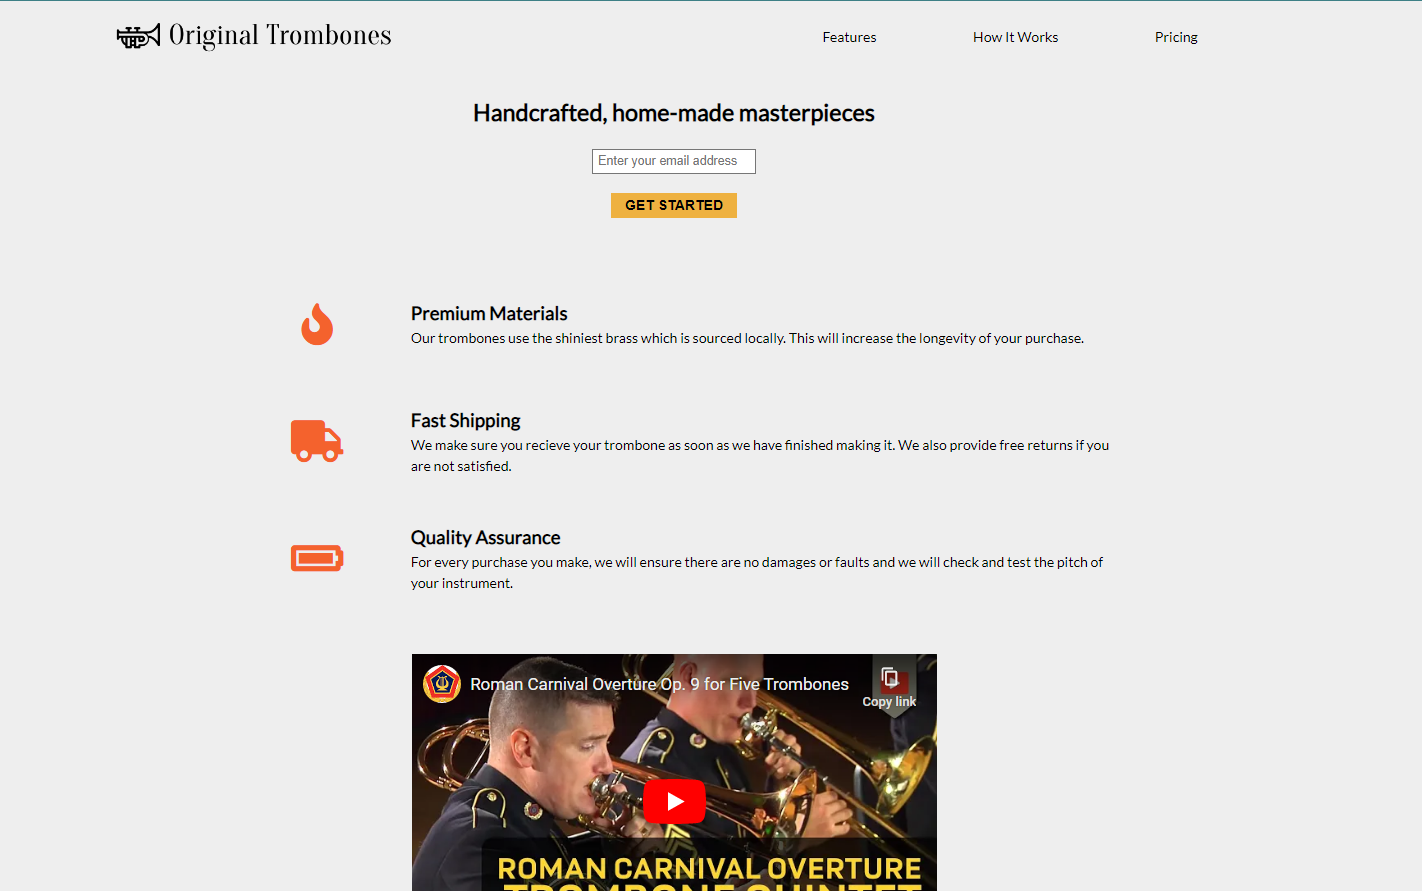 Original Trombones
Features
How It Works
Pricing
Handcrafted, home-made masterpieces
Enter your email address
GET STARTED
Premium Materials
Our trombones use the shiniest brass which is sourced locally. This will increase the longevity of your purchase.
Fast Shipping
We make sure you recieve your trombone as soon as we have finished making it. We also provide free returns if you
are not satisfied.
Quality Assurance
For every purchase you make, we will ensure there are no damages or faults and we will check and test the pitch of
your instrument.
Roman Carnival Overture Op. 9 for Five Trombones
Copy link
ROMAN CARNIVAL OVERTURE
TROMBONE QUINTET